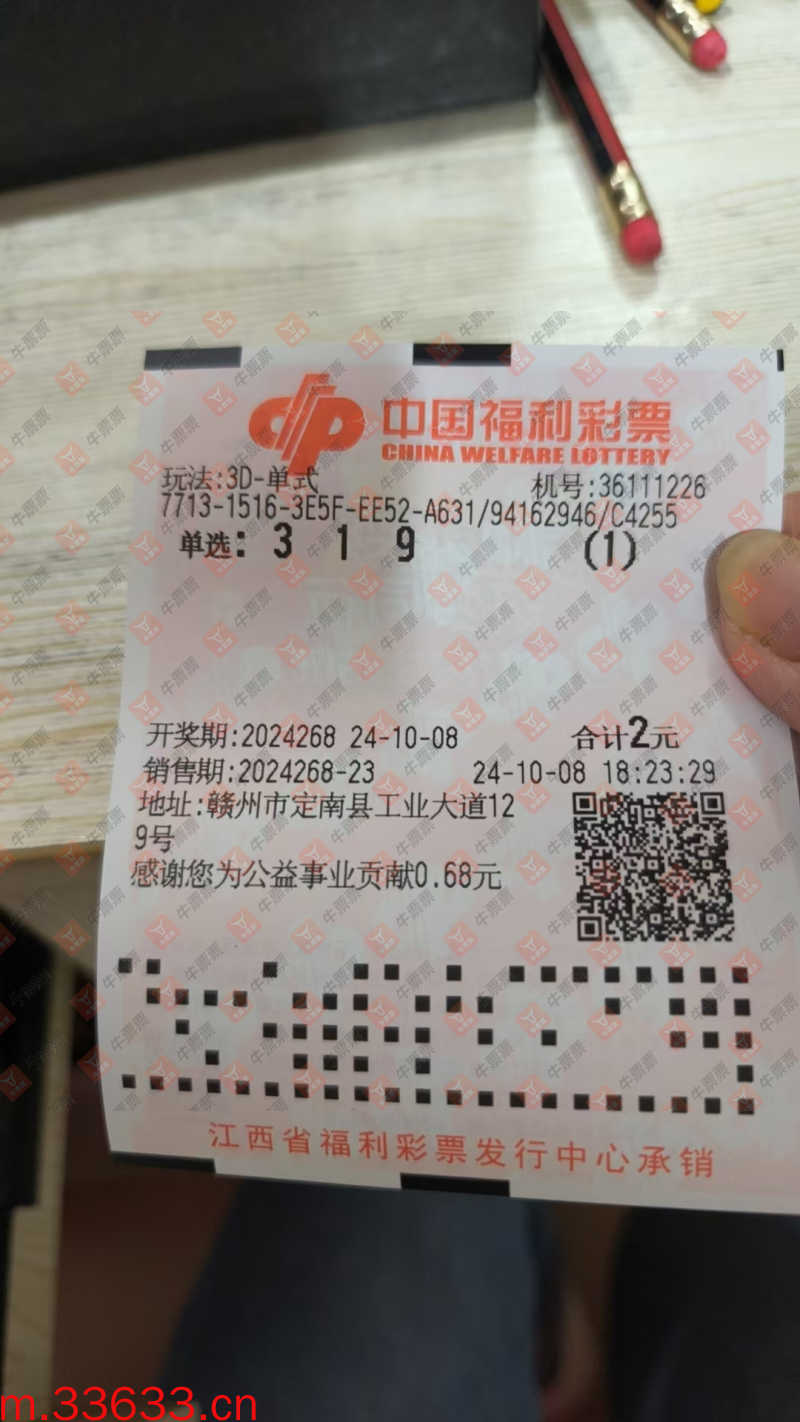 中国福利彩票
CHINA WELFARE LOTTERY
玩法:3D-单式 机号:36111226
7713-1516-3E5F-EE52-A631/94162946/C4255
单选: 3 1 9 (1)
开奖期:2024268 24-10-08 合计2元
销售期:2024268-23 24-10-08 18:23:29
地址:赣州市定南县工业大道12
9号
感谢您为公益事业贡献0.68元
江西省福利彩票发行中心承销
牛票票
m.33633.cn